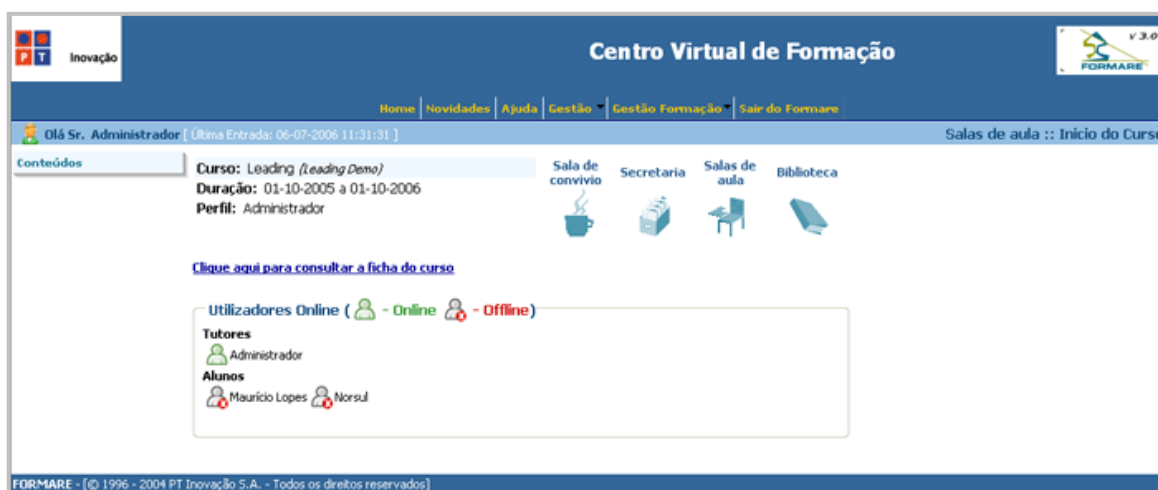 P T Inovação
Centro Virtual de Formação
v 3.0
FORMARE
Home Novidades Ajuda Gestão Gestão Formação Sair do Formare
Olá Sr. Administrador [ Última Entrada: 06-07-2006 11:31:31 ]
Salas de aula :: Inicio do Curso
Conteúdos
Curso: Leading (Leading Demo)
Duração: 01-10-2005 a 01-10-2006
Perfil: Administrador
Sala de
convivio
Secretaria
Salas de
aula
Biblioteca
Clique aqui para consultar a ficha do curso
Utilizadores Online ( - Online - Offline)
Tutores
Administrador
Alunos
Maurício Lopes Norsul
FORMARE - [© 1996 - 2004 PT Inovação S.A. - Todos os direitos reservados]